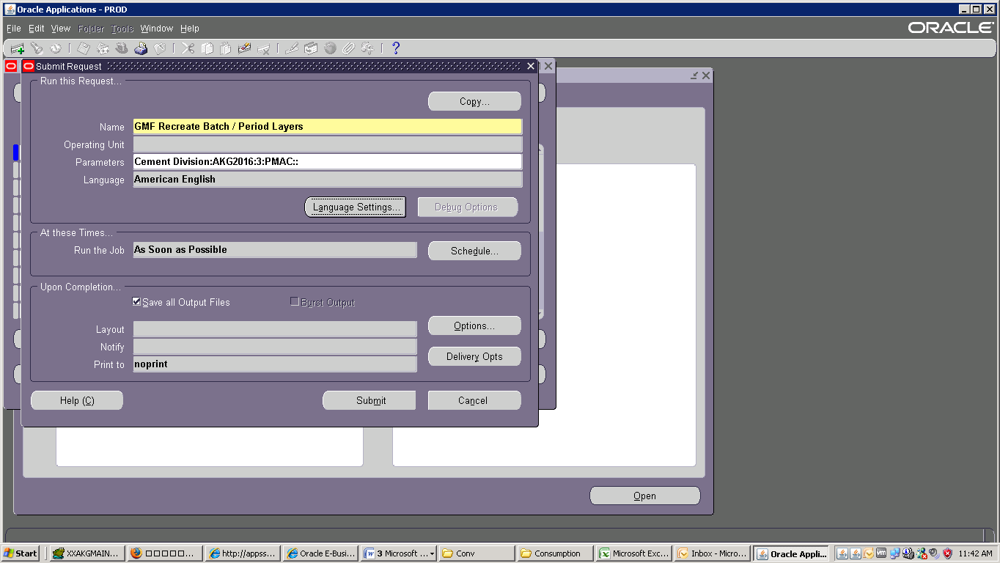 Oracle Applications - PROD
File Edit View Folder Tools Window Help
ORACLE
Submit Request
Run this Request...
Copy...
Name GMF Recreate Batch / Period Layers
Operating Unit
Parameters Cement Division:AKG2016:3:PMAC::
Language American English
Language Settings... Debug Options
At these Times...
Run the Job As Soon as Possible Schedule...
Upon Completion...
Save all Output Files Burst Output
Layout Options...
Notify
Print to noprint Delivery Opts
Help (C) Submit Cancel
Open
Start XXAKGMAIN... □□□□□... http://appss... Oracle E-Busi... 3 Microsoft ... Conv Consumption Microsoft Exc... Inbox - Micro... Oracle Appli... 11:42 AM